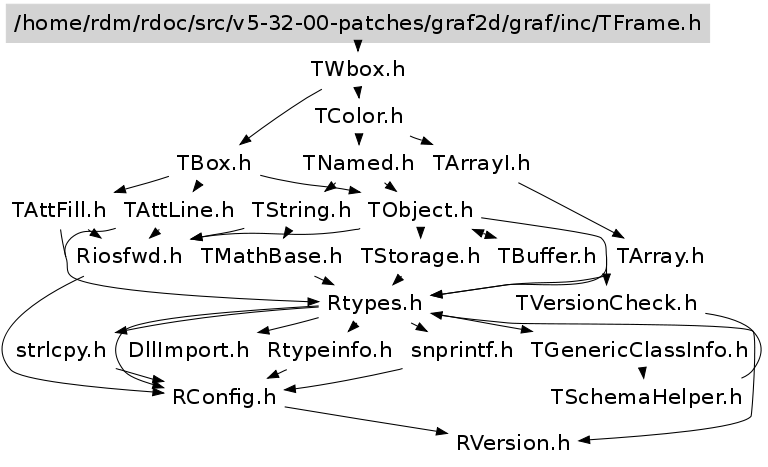 /home/rdm/rdoc/src/v5-32-00-patches/graf2d/graf/inc/TFrame.h
TWbox.h
TColor.h
TBox.h TNamed.h TArrayI.h
TAttFill.h TAttLine.h TString.h TObject.h
Riosfwd.h TMathBase.h TStorage.h TBuffer.h TArray.h
Rtypes.h TVersionCheck.h
strlcpy.h DllImport.h Rtypeinfo.h snprintf.h TGenericClassInfo.h
RConfig.h TSchemaHelper.h
RVersion.h